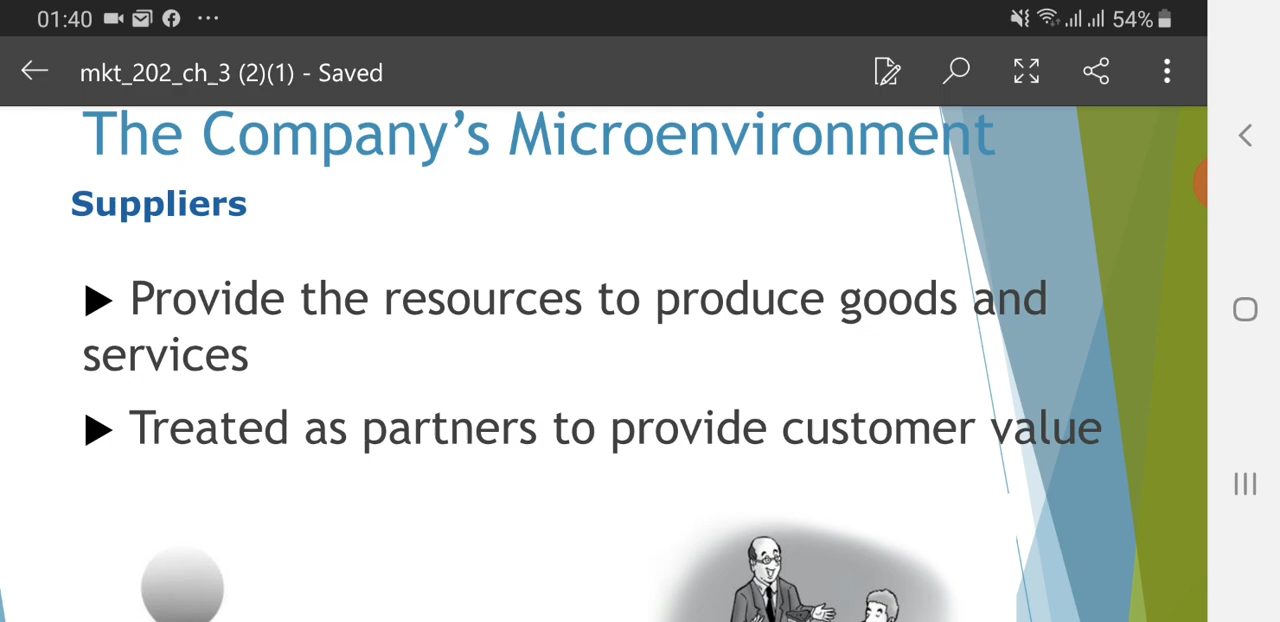 01:40 54%
mkt_202_ch_3 (2)(1) - Saved
The Company's Microenvironment
Suppliers
Provide the resources to produce goods and
services
Treated as partners to provide customer value